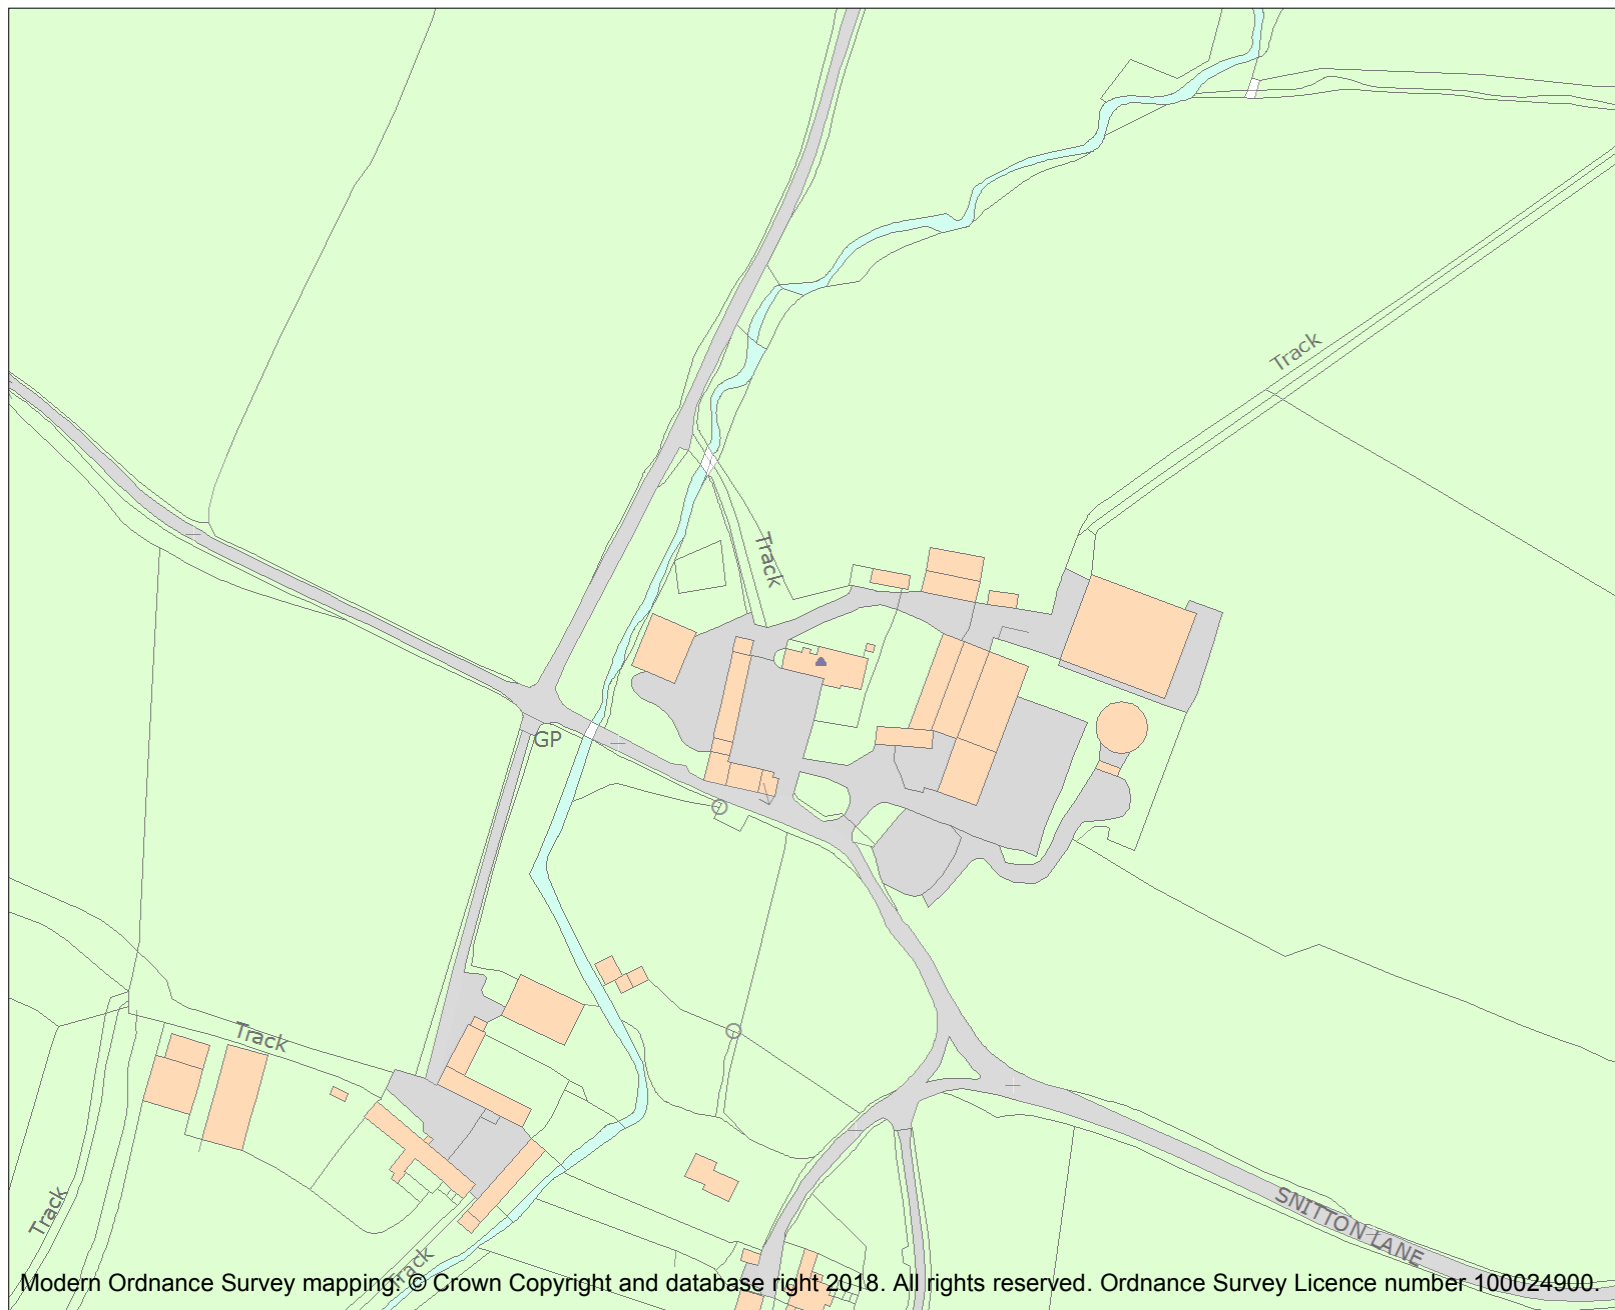 Track
Track
GP
Track
Track
SNITTON LANE
Track
Modern Ordnance Survey mapping: © Crown Copyright and database right 2018. All rights reserved. Ordnance Survey Licence number 100024900.